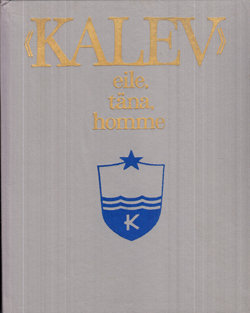 ‹KALEV›
eile,
täna,
homme
K